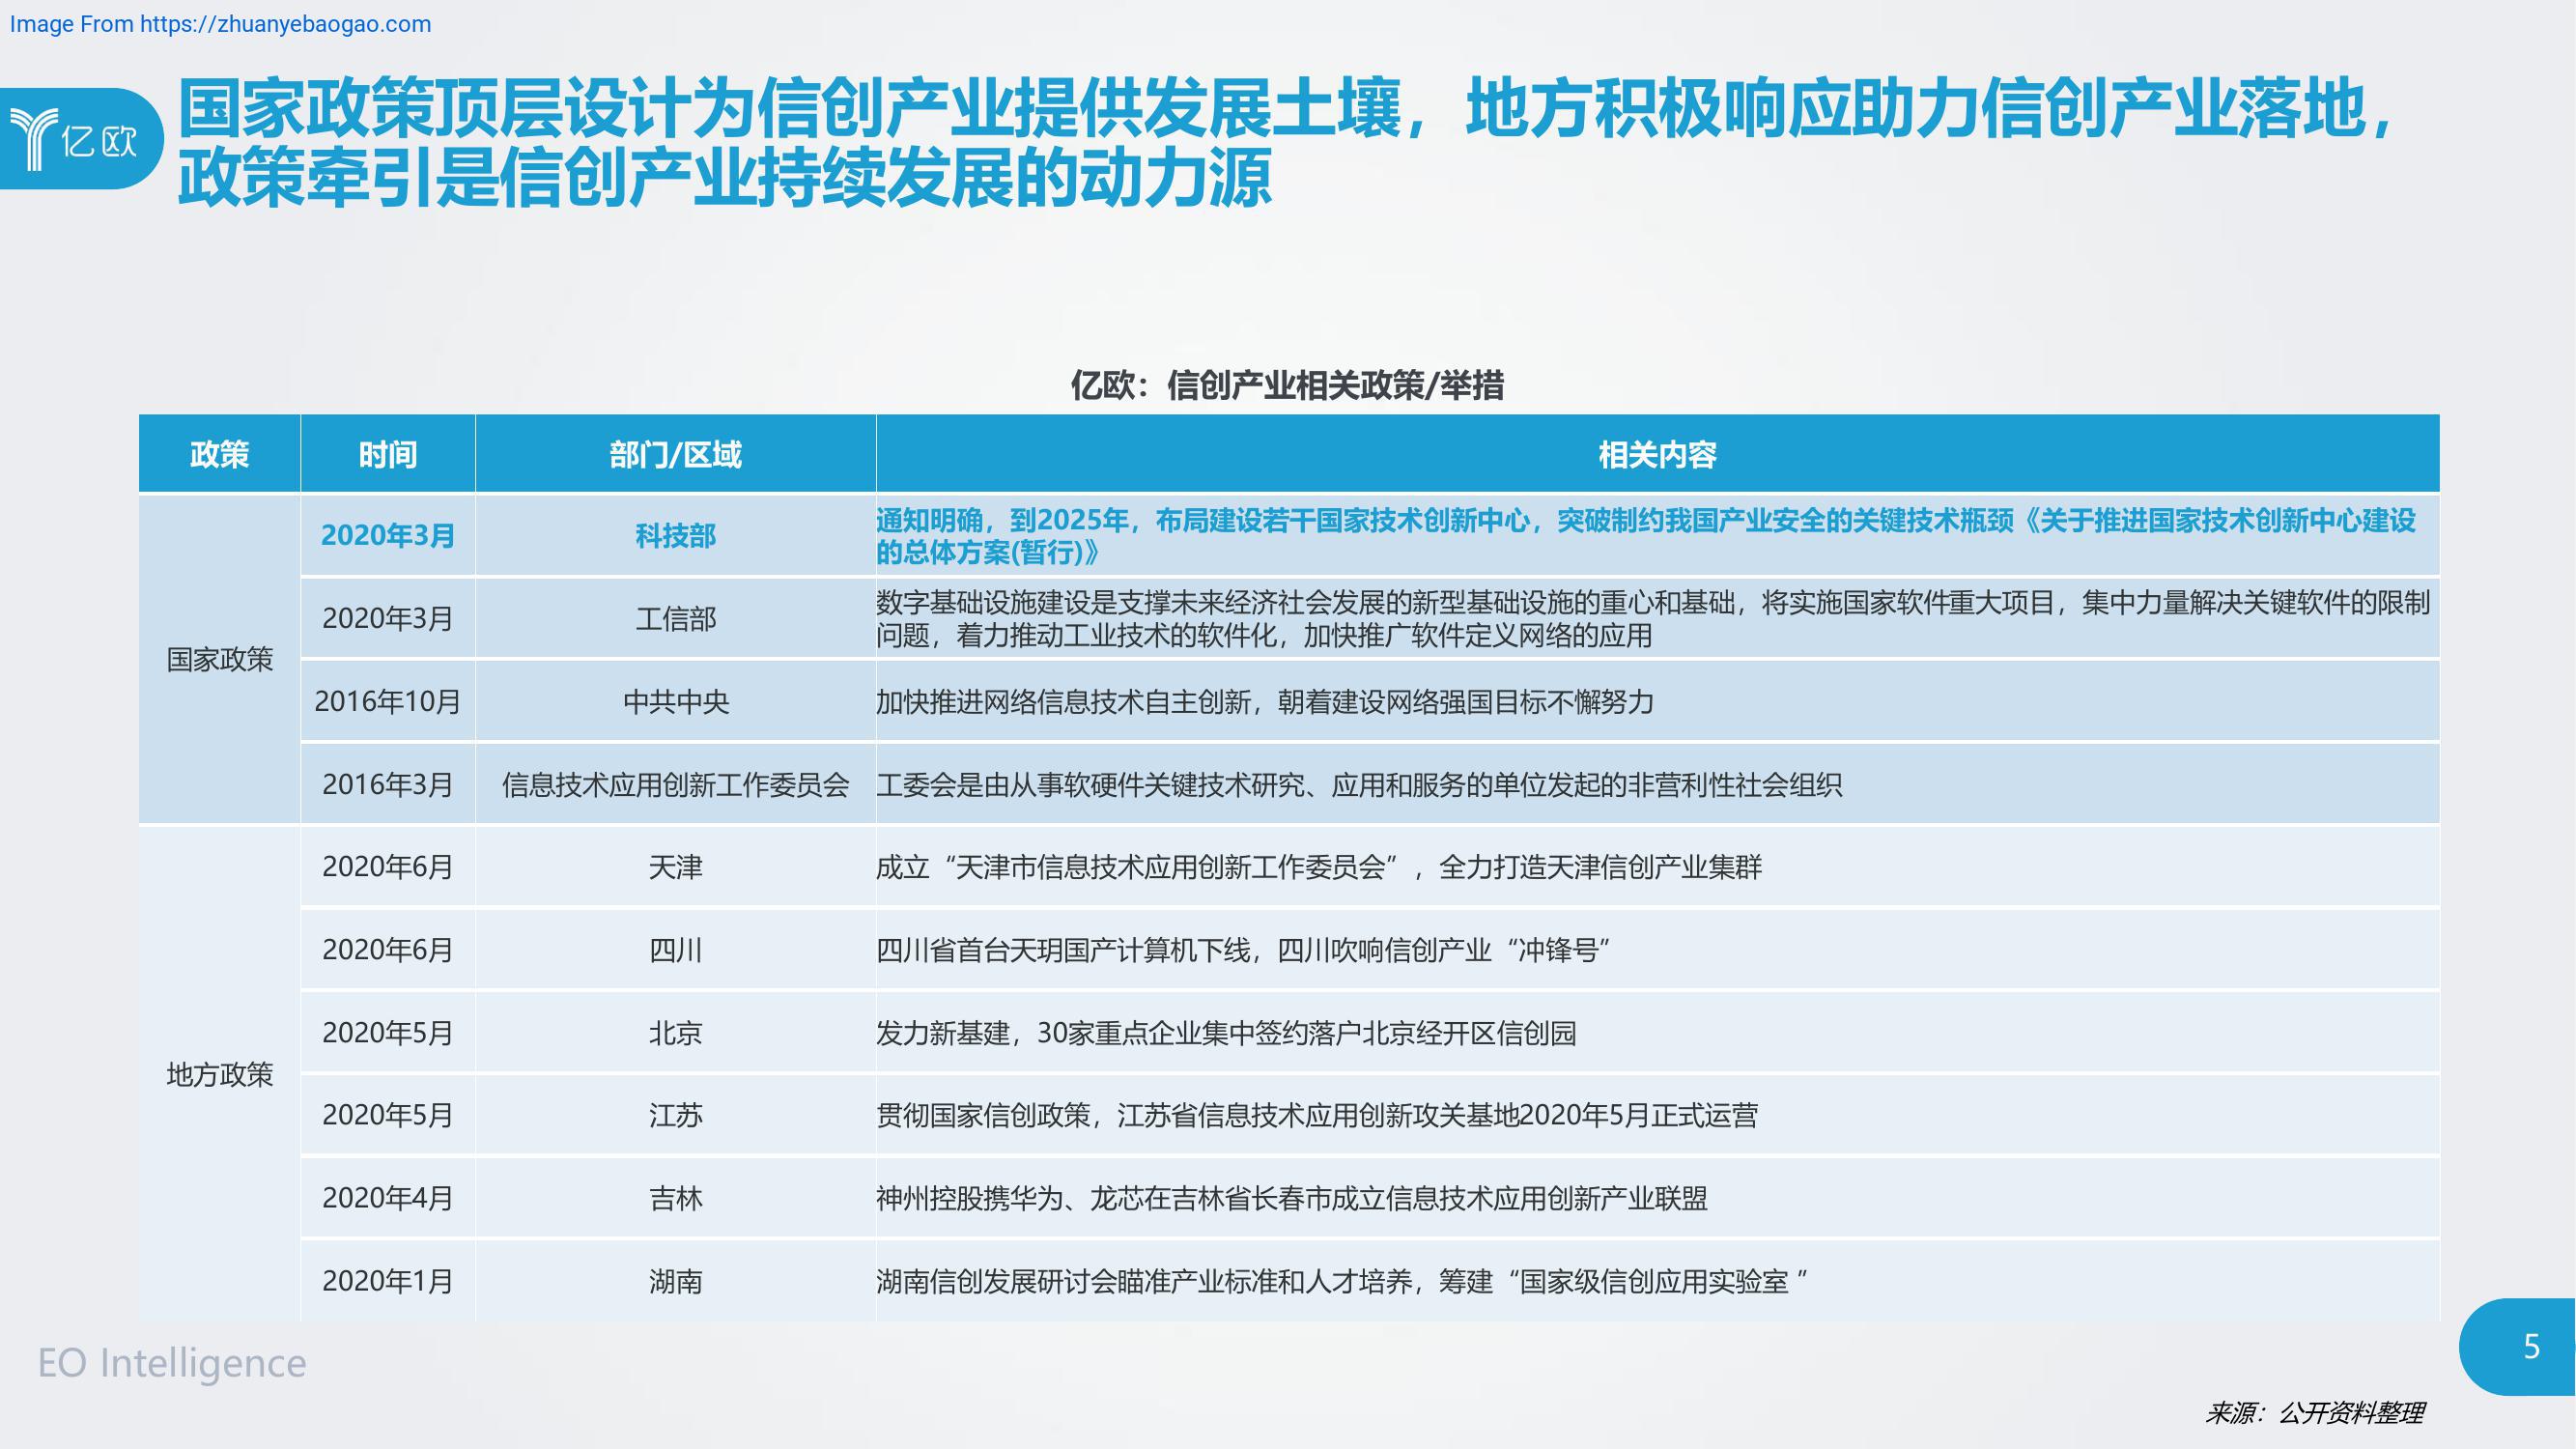 Image From https://zhuanyebaogao.com
亿欧
国家政策顶层设计为信创产业提供发展土壤，地方积极响应助力信创产业落地，
政策牵引是信创产业持续发展的动力源
亿欧：信创产业相关政策/举措
政策 时间 部门/区域 相关内容
国家政策
2020年3月 科技部 通知明确，到2025年，布局建设若干国家技术创新中心，突破制约我国产业安全的关键技术瓶颈《关于推进国家技术创新中心建设
的总体方案(暂行)》
2020年3月 工信部 数字基础设施建设是支撑未来经济社会发展的新型基础设施的重心和基础，将实施国家软件重大项目，集中力量解决关键软件的限制
问题，着力推动工业技术的软件化，加快推广软件定义网络的应用
2016年10月 中共中央 加快推进网络信息技术自主创新，朝着建设网络强国目标不懈努力
2016年3月 信息技术应用创新工作委员会 工委会是由从事软硬件关键技术研究、应用和服务的单位发起的非营利性社会组织
地方政策
2020年6月 天津 成立“天津市信息技术应用创新工作委员会”，全力打造天津信创产业集群
2020年6月 四川 四川省首台天玥国产计算机下线，四川吹响信创产业“冲锋号”
2020年5月 北京 发力新基建，30家重点企业集中签约落户北京经开区信创园
2020年5月 江苏 贯彻国家信创政策，江苏省信息技术应用创新攻关基地2020年5月正式运营
2020年4月 吉林 神州控股携华为、龙芯在吉林省长春市成立信息技术应用创新产业联盟
2020年1月 湖南 湖南信创发展研讨会瞄准产业标准和人才培养，筹建“国家级信创应用实验室 ”
EO Intelligence
5
来源：公开资料整理